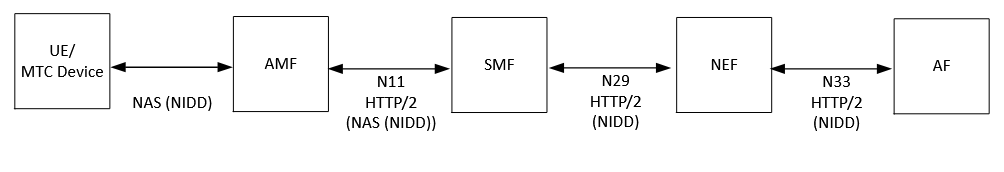 UE/
MTC Device
AMF
SMF
NEF
AF
NAS (NIDD)
N11
HTTP/2
(NAS (NIDD))
N29
HTTP/2
(NIDD)
N33
HTTP/2
(NIDD)